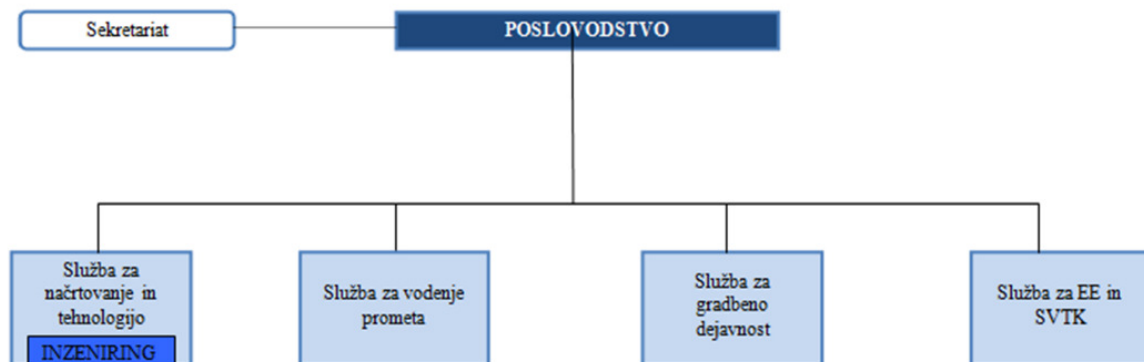 Sekretariat
POSLOVODSTVO
Služba za
načrtovanje in
tehnologijo
INZENIRING
Služba za vodenje
prometa
Služba za
gradbeno
dejavnost
Služba za EE in
SVTK